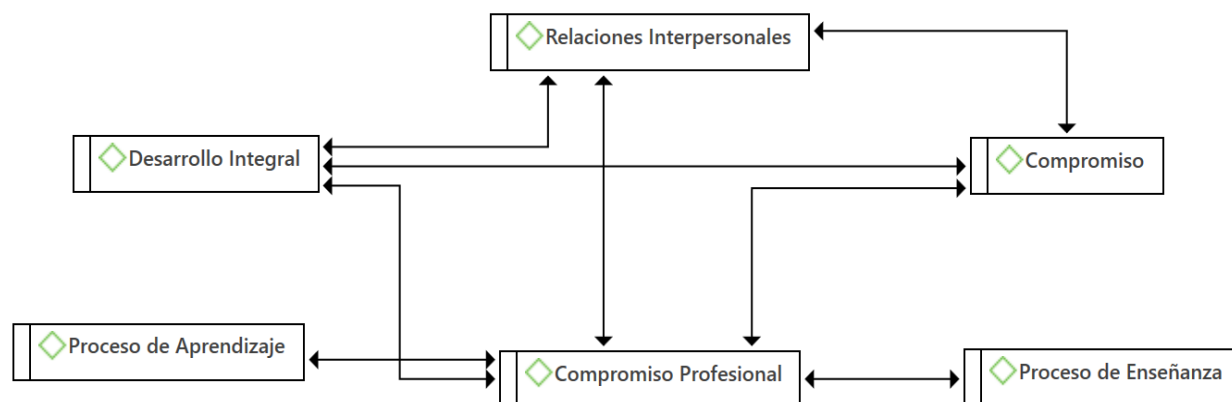 Relaciones Interpersonales
Desarrollo Integral
Compromiso
Proceso de Aprendizaje
Compromiso Profesional
Proceso de Enseñanza